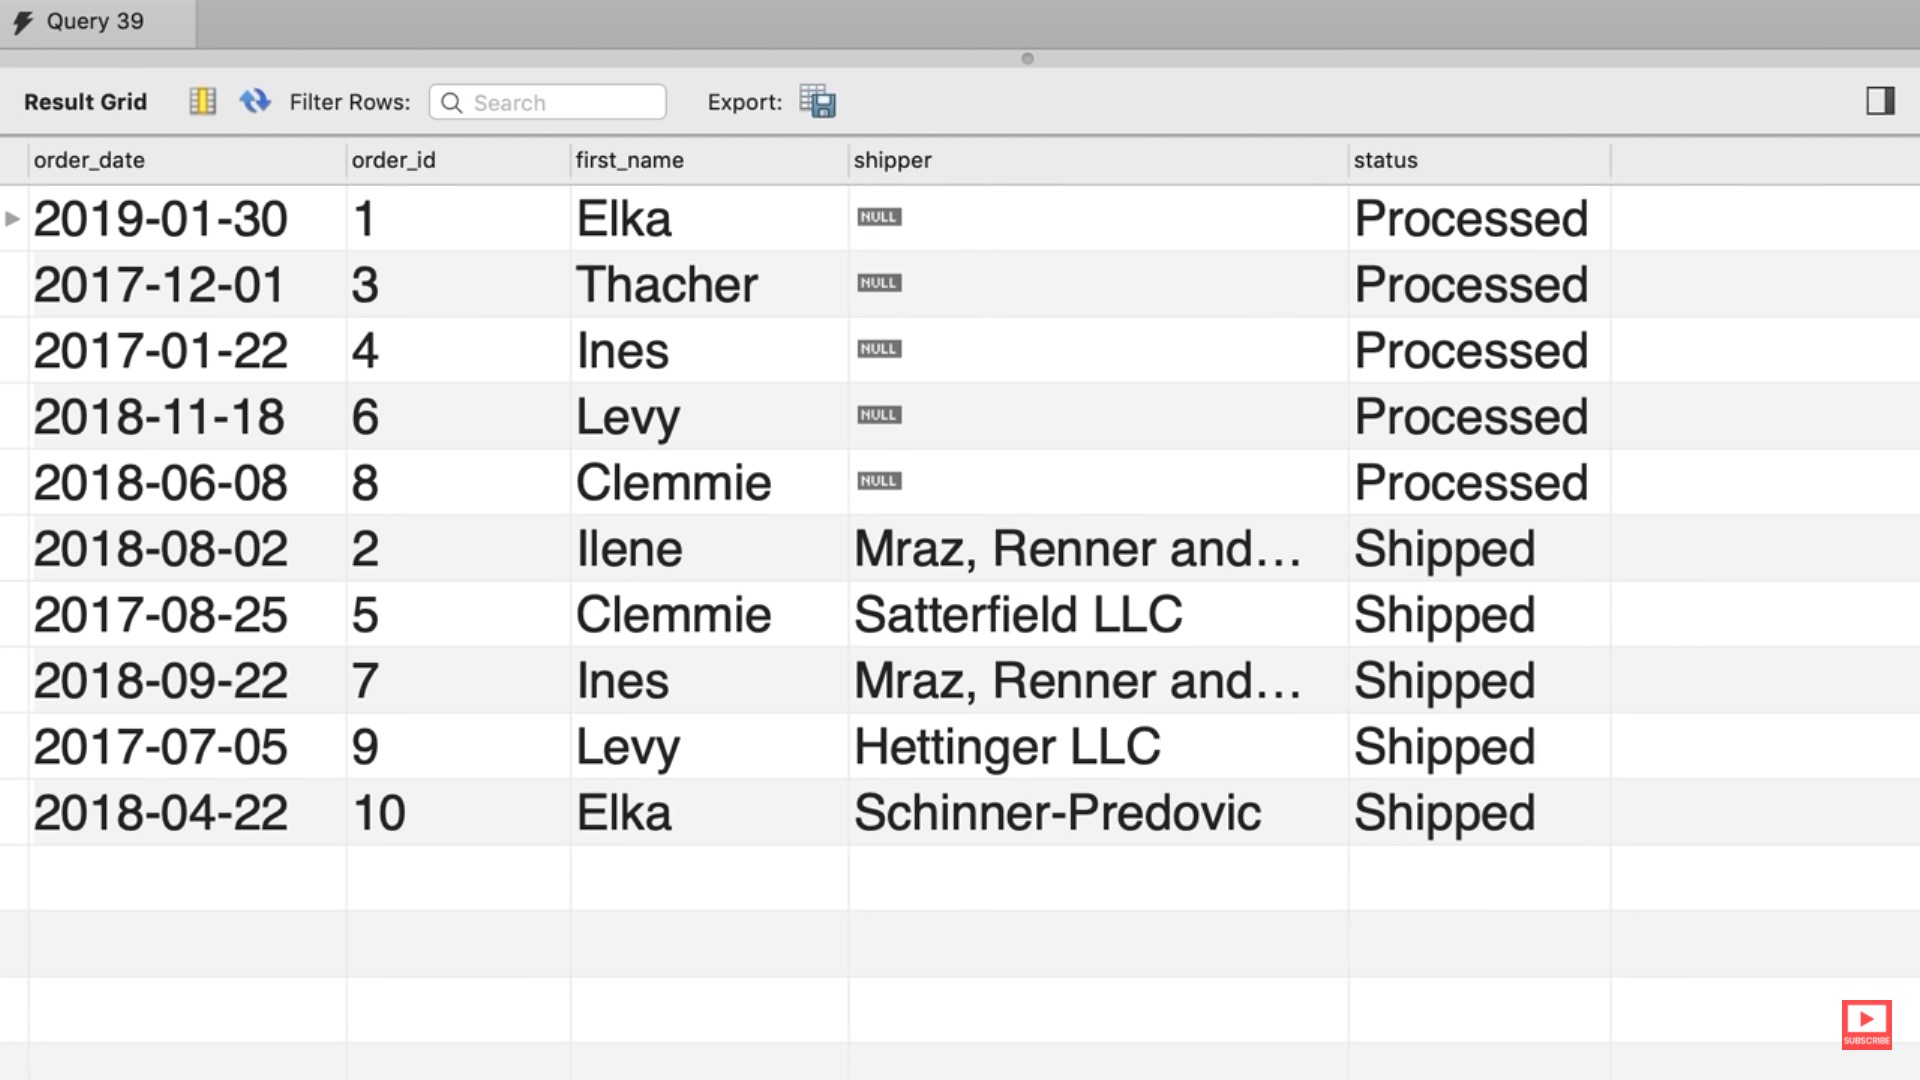 Query 39
Result Grid Filter Rows: Search Export:
order_date order_id first_name shipper status
2019-01-30 1 Elka NULL Processed
2017-12-01 3 Thacher NULL Processed
2017-01-22 4 Ines NULL Processed
2018-11-18 6 Levy NULL Processed
2018-06-08 8 Clemmie NULL Processed
2018-08-02 2 Ilene Mraz, Renner and... Shipped
2017-08-25 5 Clemmie Satterfield LLC Shipped
2018-09-22 7 Ines Mraz, Renner and... Shipped
2017-07-05 9 Levy Hettinger LLC Shipped
2018-04-22 10 Elka Schinner-Predovic Shipped
SUBSCRIBE